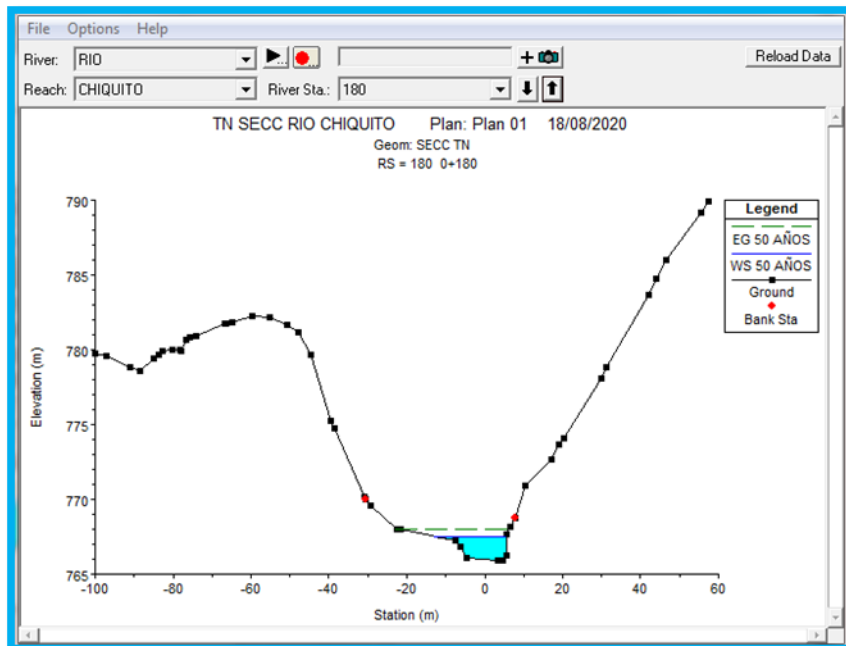 File Options Help
River: RIO Reload Data
Reach: CHIQUITO River Sta.: 180
TN SECC RIO CHIQUITO Plan: Plan 01 18/08/2020
Geom: SECC TN
RS = 180 0+180
790
785
780
775
770
765
Elevation (m)
-100 -80 -60 -40 -20 0 20 40 60
Station (m)
Legend
EG 50 AÑOS
WS 50 AÑOS
Ground
Bank Sta